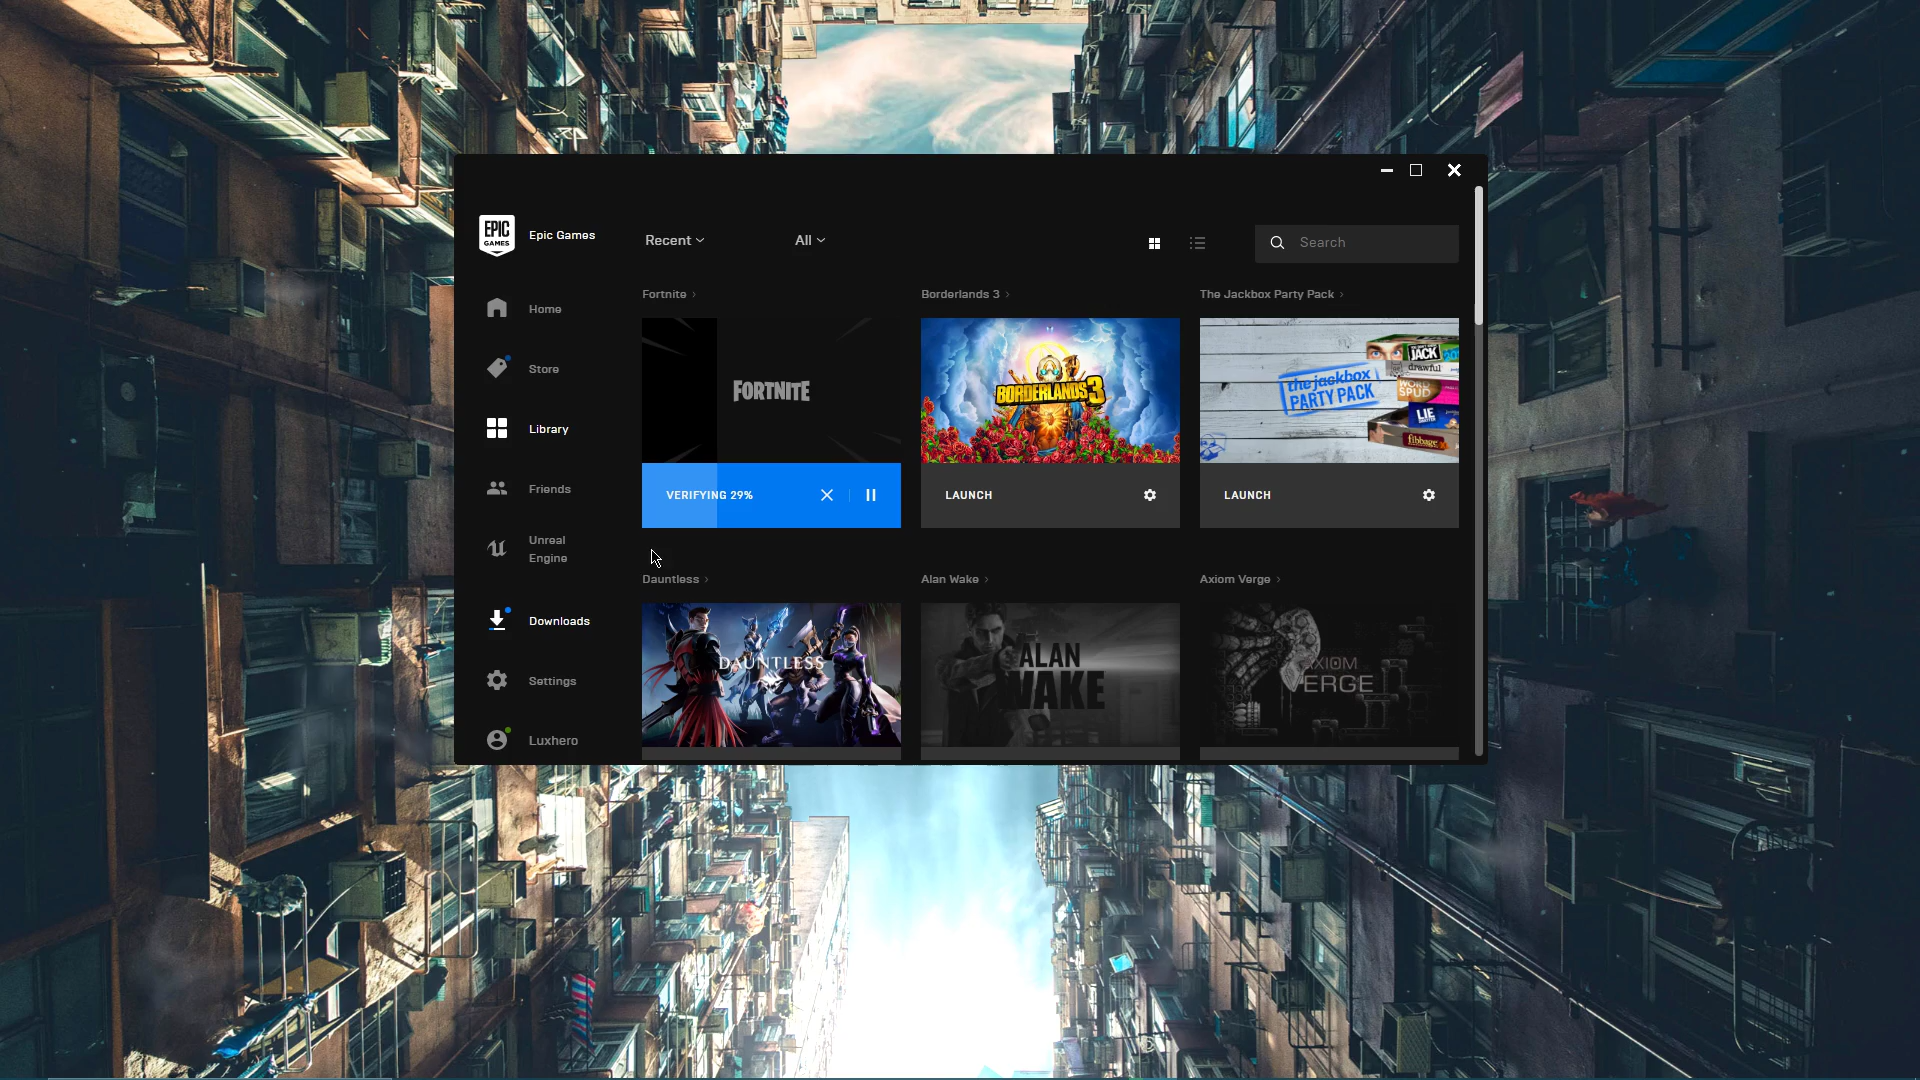 EPIC
GAMES
Epic Games
Recent
All
Search
Home
Store
Library
Friends
Unreal
Engine
Downloads
Settings
Luxhero
Fortnite
Borderlands 3
The Jackbox Party Pack
FORTNITE
BORDERLANDS 3
the jackbox
PARTY PACK
JACK
drawful
WORD
SPUD
LIE
fibbage
VERIFYING 29%
LAUNCH
LAUNCH
Dauntless
Alan Wake
Axiom Verge
DAUNTLESS
ALAN
WAKE
AXIOM
VERGE